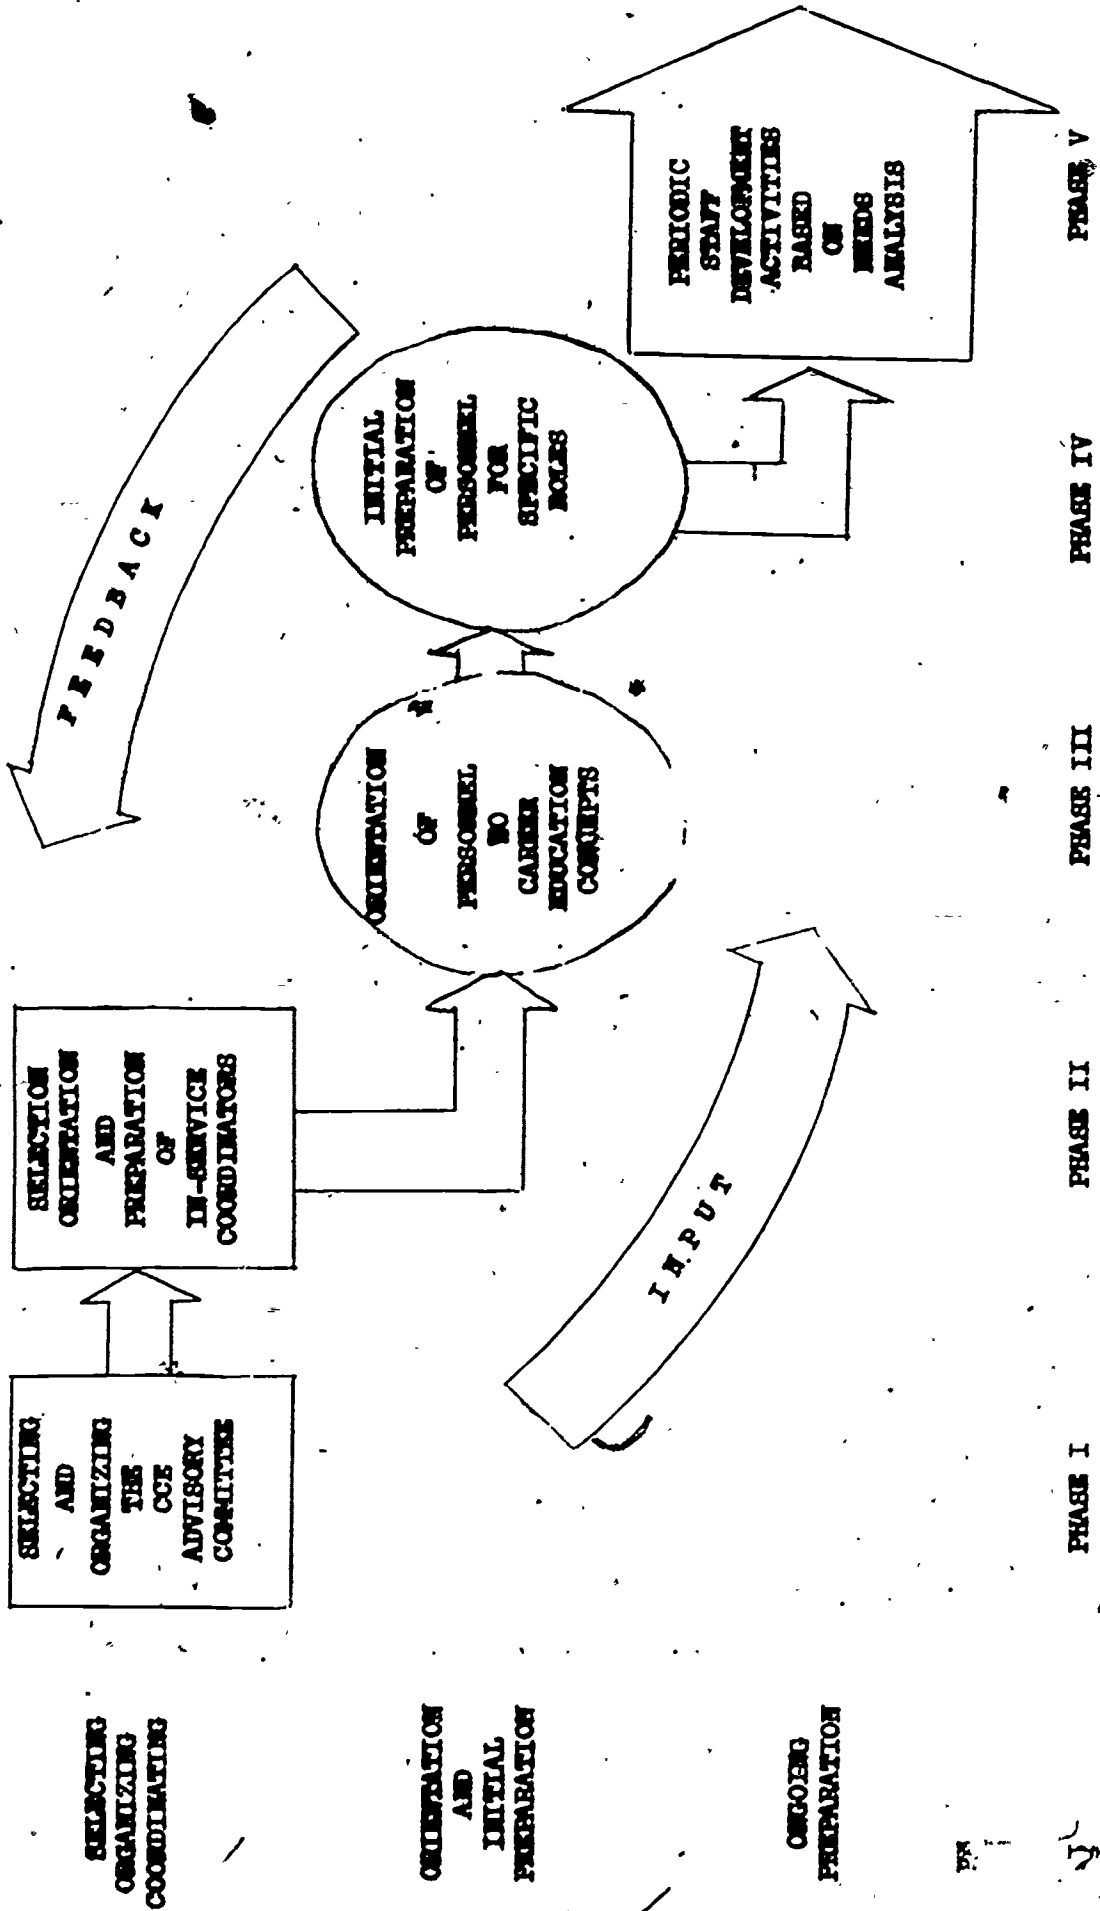 SELECTING
ORGANIZING
COORDINATING
SELECTING
AND
ORGANIZING
THE
CCE
ADVISORY
COMMITTEE
SELECTION
ORIENTATION
AND
PREPARATION
OF
IN-SERVICE
COORDINATORS
FEEDBACK
ORIENTATION
AND
INITIAL
PREPARATION
ORIENTATION
OF
PERSONNEL
TO
CAREER
EDUCATION
CONCEPTS
INITIAL
PREPARATION
OF
PERSONNEL
FOR
SPECIFIC
ROLES
INPUT
ONGOING
PREPARATION
PERIODIC
STAFF
DEVELOPMENT
ACTIVITIES
BASED
ON
NEEDS
ANALYSIS
PHASE I
PHASE II
PHASE III
PHASE IV
PHASE V